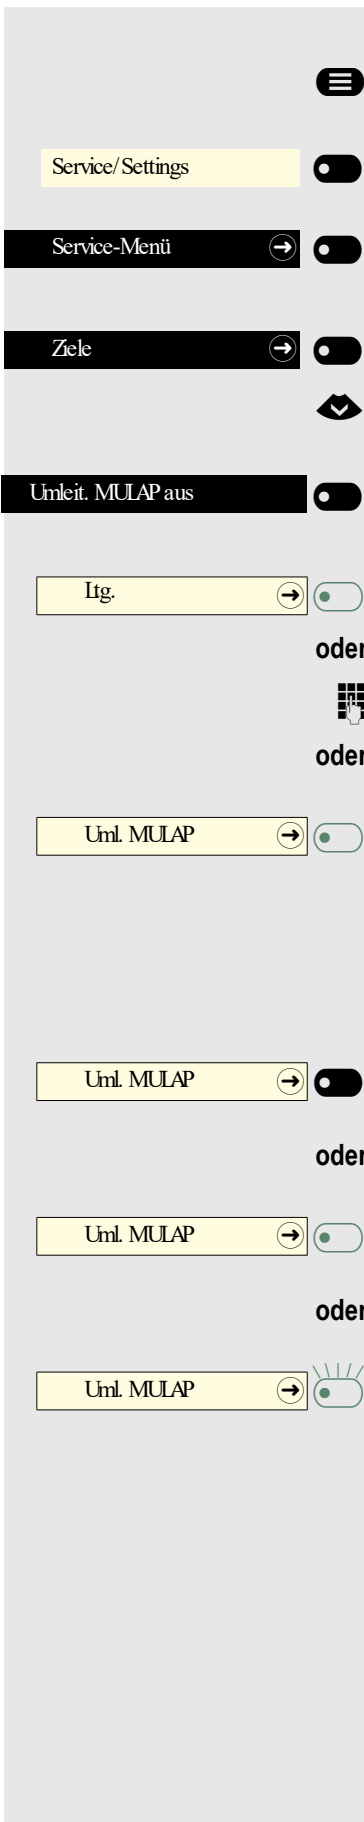 Service/Settings
Service-Menü
Ziele
Umleit. MULAP aus
Ltg.
oder
oder
Uml. MULAP
Uml. MULAP
oder
Uml. MULAP
oder
Uml. MULAP